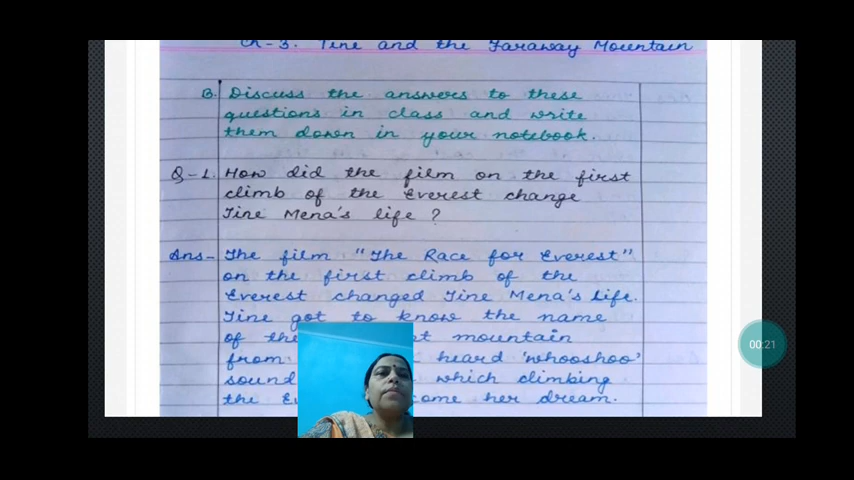 Ch-3. Tine and the Faraway Mountain
B. Discuss the answers to these
questions in class and write
them down in your notebook.
Q-1. How did the film on the first
climb of the Everest change
Tine Mena's life ?
Ans- The film "The Race for Everest"
on the first climb of the
Everest changed Tine Mena's life.
Tine got to know the name
of the mountain
from heard 'whooshoo'
sound which climbing
the her dream.
00:21